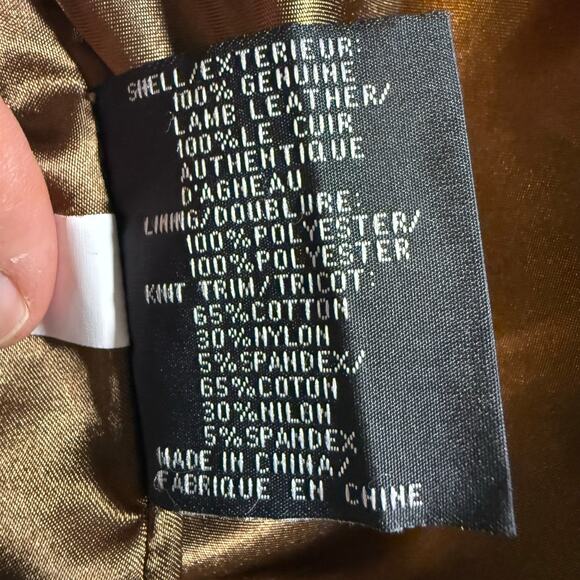 SHELL/EXTERIEUR:
100% GENUINE
LAMB LEATHER/
100%LE CUIR
AUTHENTIQUE
D'AGNEAU
LINING/DOUBLURE:
100%POLYESTER/
100%POLYESTER
KNIT TRIM/TRICOT:
65%COTTON
30%NYLON
5%SPANDEX/
65%COTON
30%NILON
5%SPANDEX
MADE IN CHINA/
FABRIQUE EN CHINE